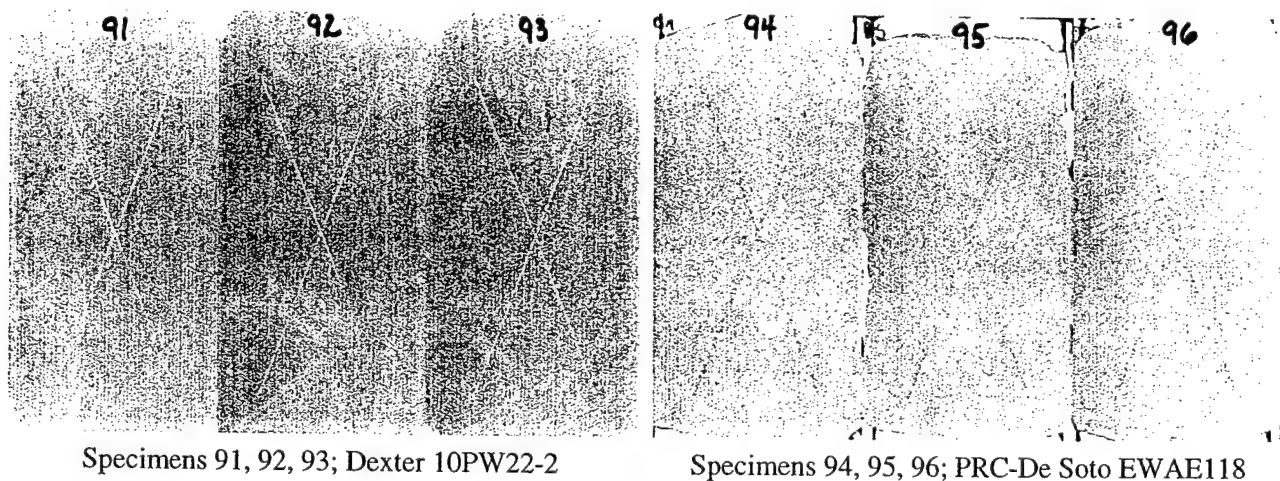 91 92 93 94 95 96
Specimens 91, 92, 93; Dexter 10PW22-2
Specimens 94, 95, 96; PRC-De Soto EWAE118